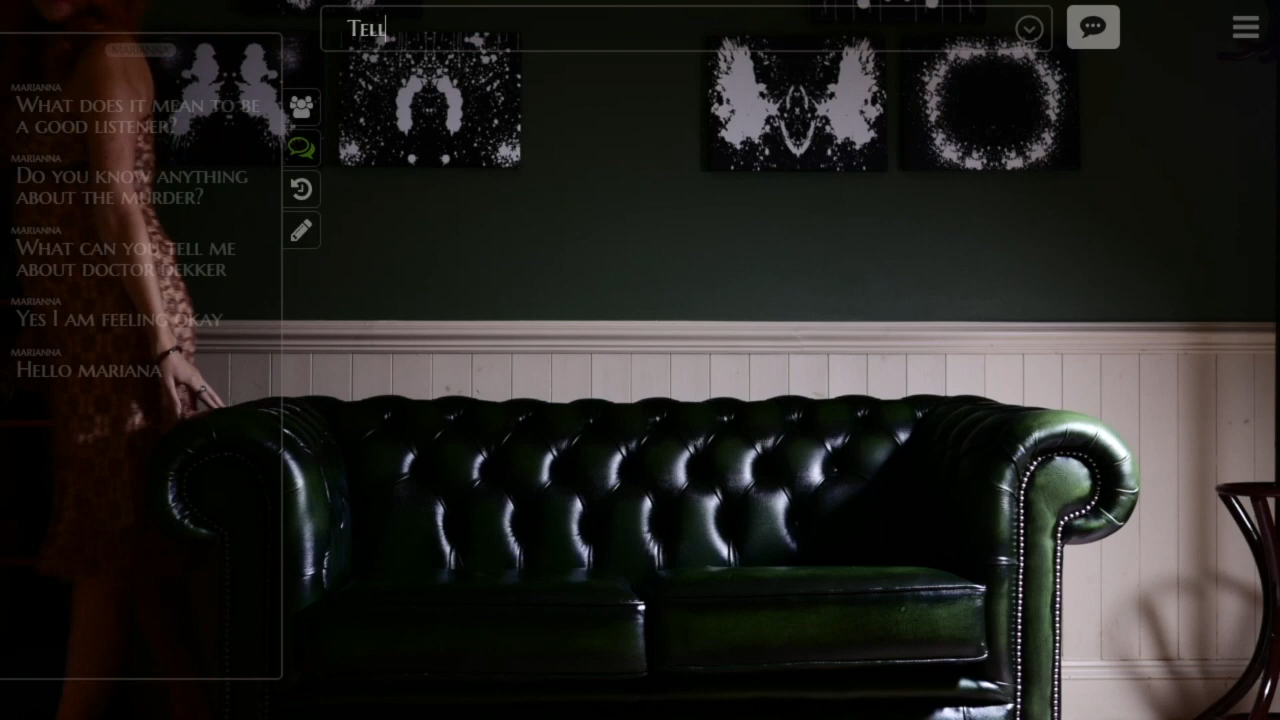 Tell
MARIANNA
MARIANNA
What does it mean to be
a good listener?
MARIANNA
Do you know anything
about the murder?
MARIANNA
What can you tell me
about doctor dekker
MARIANNA
Yes I am feeling okay
MARIANNA
Hello mariana